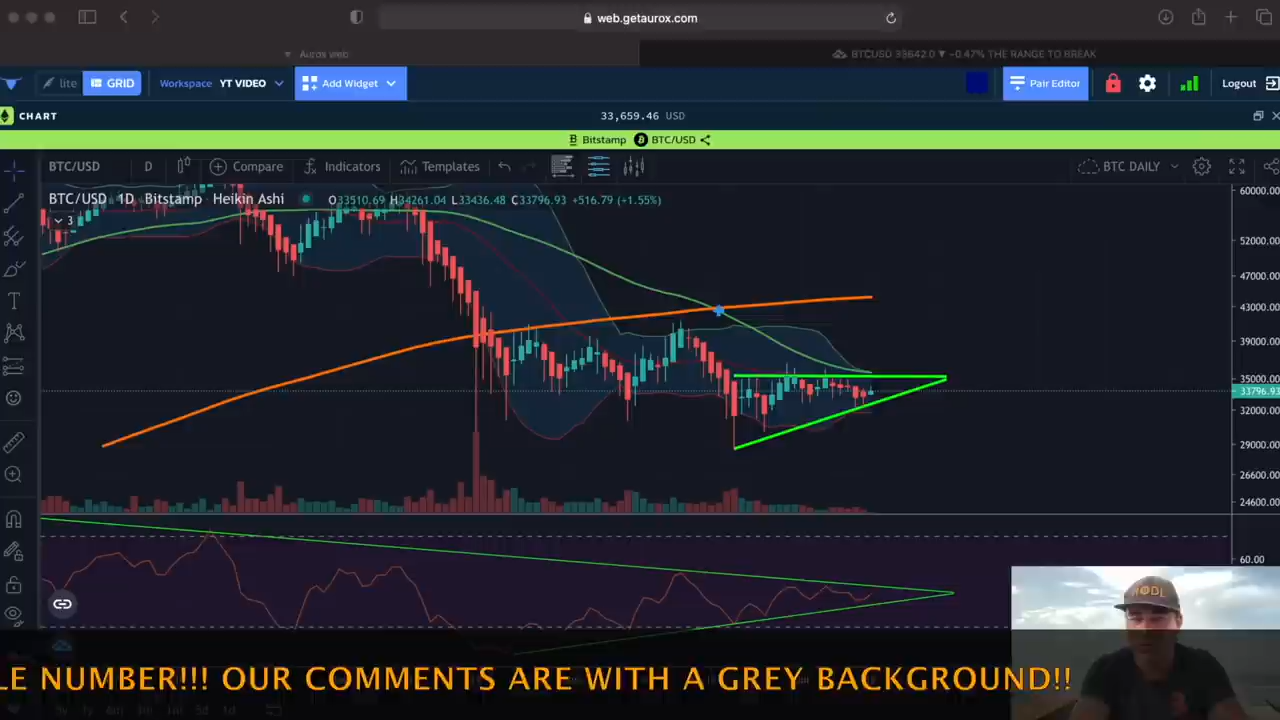 web.getaurox.com
Aurox web
BTCUSD 33642.0 ▼ −0.47% THE RANGE TO BREAK
lite GRID Workspace YT VIDEO Add Widget Pair Editor Logout
CHART 33,659.46 USD
Bitstamp BTC/USD
BTC/USD D Compare Indicators Templates BTC DAILY
BTC/USD 1D Bitstamp Heikin Ashi O33510.69 H34261.04 L33436.48 C33796.93 +516.79 (+1.55%)
3
60000.00
52000.00
47000.00
43000.00
39000.00
35000.00
33796.93
32000.00
29000.00
26600.00
24600.00
60.00
HODL
LE NUMBER!!! OUR COMMENTS ARE WITH A GREY BACKGROUND!!